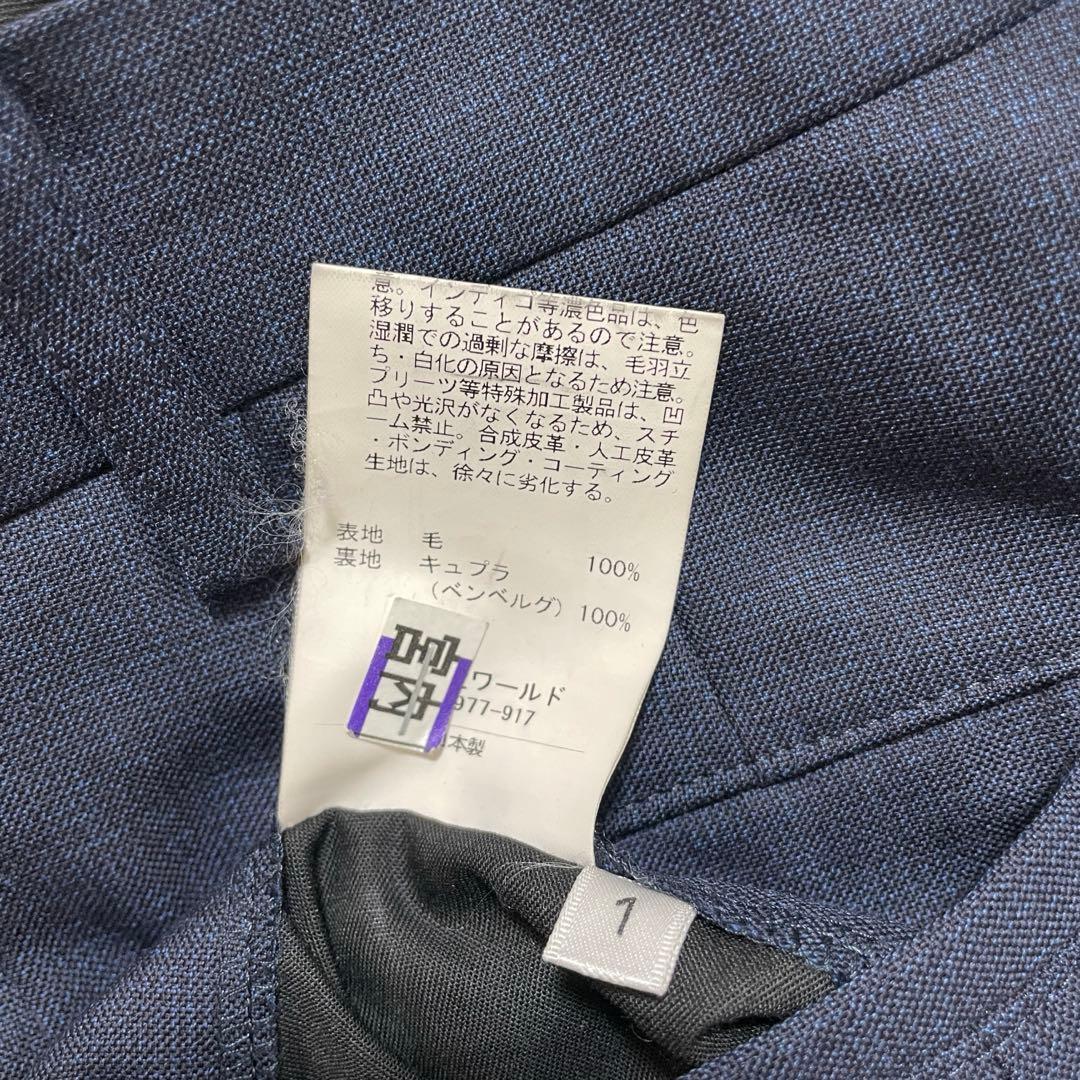 意。インディゴ等濃色品は、色
移りすることがあるので注意。
湿潤での過剰な摩擦は、毛羽立
ち・白化の原因となるため注意。
プリーツ等特殊加工製品は、凹
凸や光沢がなくなるため、スチ
ーム禁止。合成皮革・人工皮革
・ボンディング・コーティング
生地は、徐々に劣化する。
表地 毛 100%
裏地 キュプラ
(ベンベルグ) 100%
ワールド
977-917
本製
1